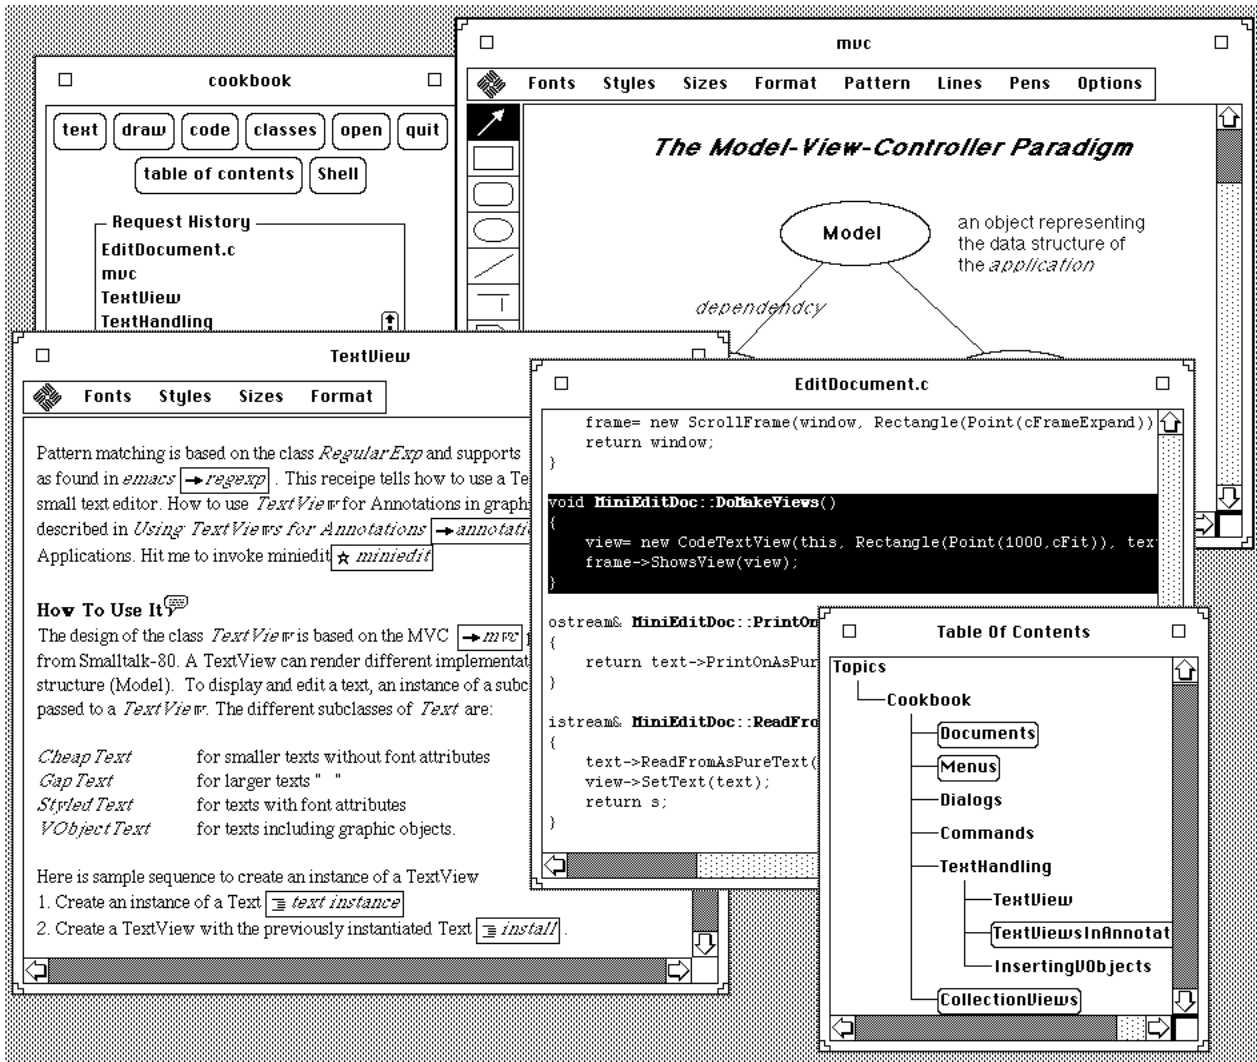 cookbook
text draw code classes open quit
table of contents Shell
Request History
EditDocument.c
mvc
TextView
TextHandling
mvc
Fonts Styles Sizes Format Pattern Lines Pens Options
The Model-View-Controller Paradigm
Model
an object representing
the data structure of
the application
dependendcy
TextView
Fonts Styles Sizes Format
Pattern matching is based on the class RegularExp and supports
as found in emacs regexp . This receipe tells how to use a Te
small text editor. How to use TextView for Annotations in graph
described in Using TextViews for Annotations annotatio
Applications. Hit me to invoke miniedit miniedit
How To Use It
The design of the class TextView is based on the MVC mvc
from Smalltalk-80. A TextView can render different implementat
structure (Model). To display and edit a text, an instance of a subc
passed to a TextView. The different subclasses of Text are:
CheapText for smaller texts without font attributes
GapText for larger texts " "
StyledText for texts with font attributes
VObjectText for texts including graphic objects.
Here is sample sequence to create an instance of a TextView
1. Create an instance of a Text text instance
2. Create a TextView with the previously instantiated Text install .
EditDocument.c
frame= new ScrollFrame(window, Rectangle(Point(cFrameExpand))
return window;
}
void MiniEditDoc::DoMakeViews()
{
view= new CodeTextView(this, Rectangle(Point(1000,cFit)), tex
frame->ShowsView(view);
}
ostream& MiniEditDoc::PrintOn
{
return text->PrintOnAsPur
}
istream& MiniEditDoc::ReadFro
{
text->ReadFromAsPureText(
view->SetText(text);
return s;
}
Table Of Contents
Topics
Cookbook
Documents
Menus
Dialogs
Commands
TextHandling
TextView
TextViewsInAnnotat
InsertingVObjects
CollectionViews